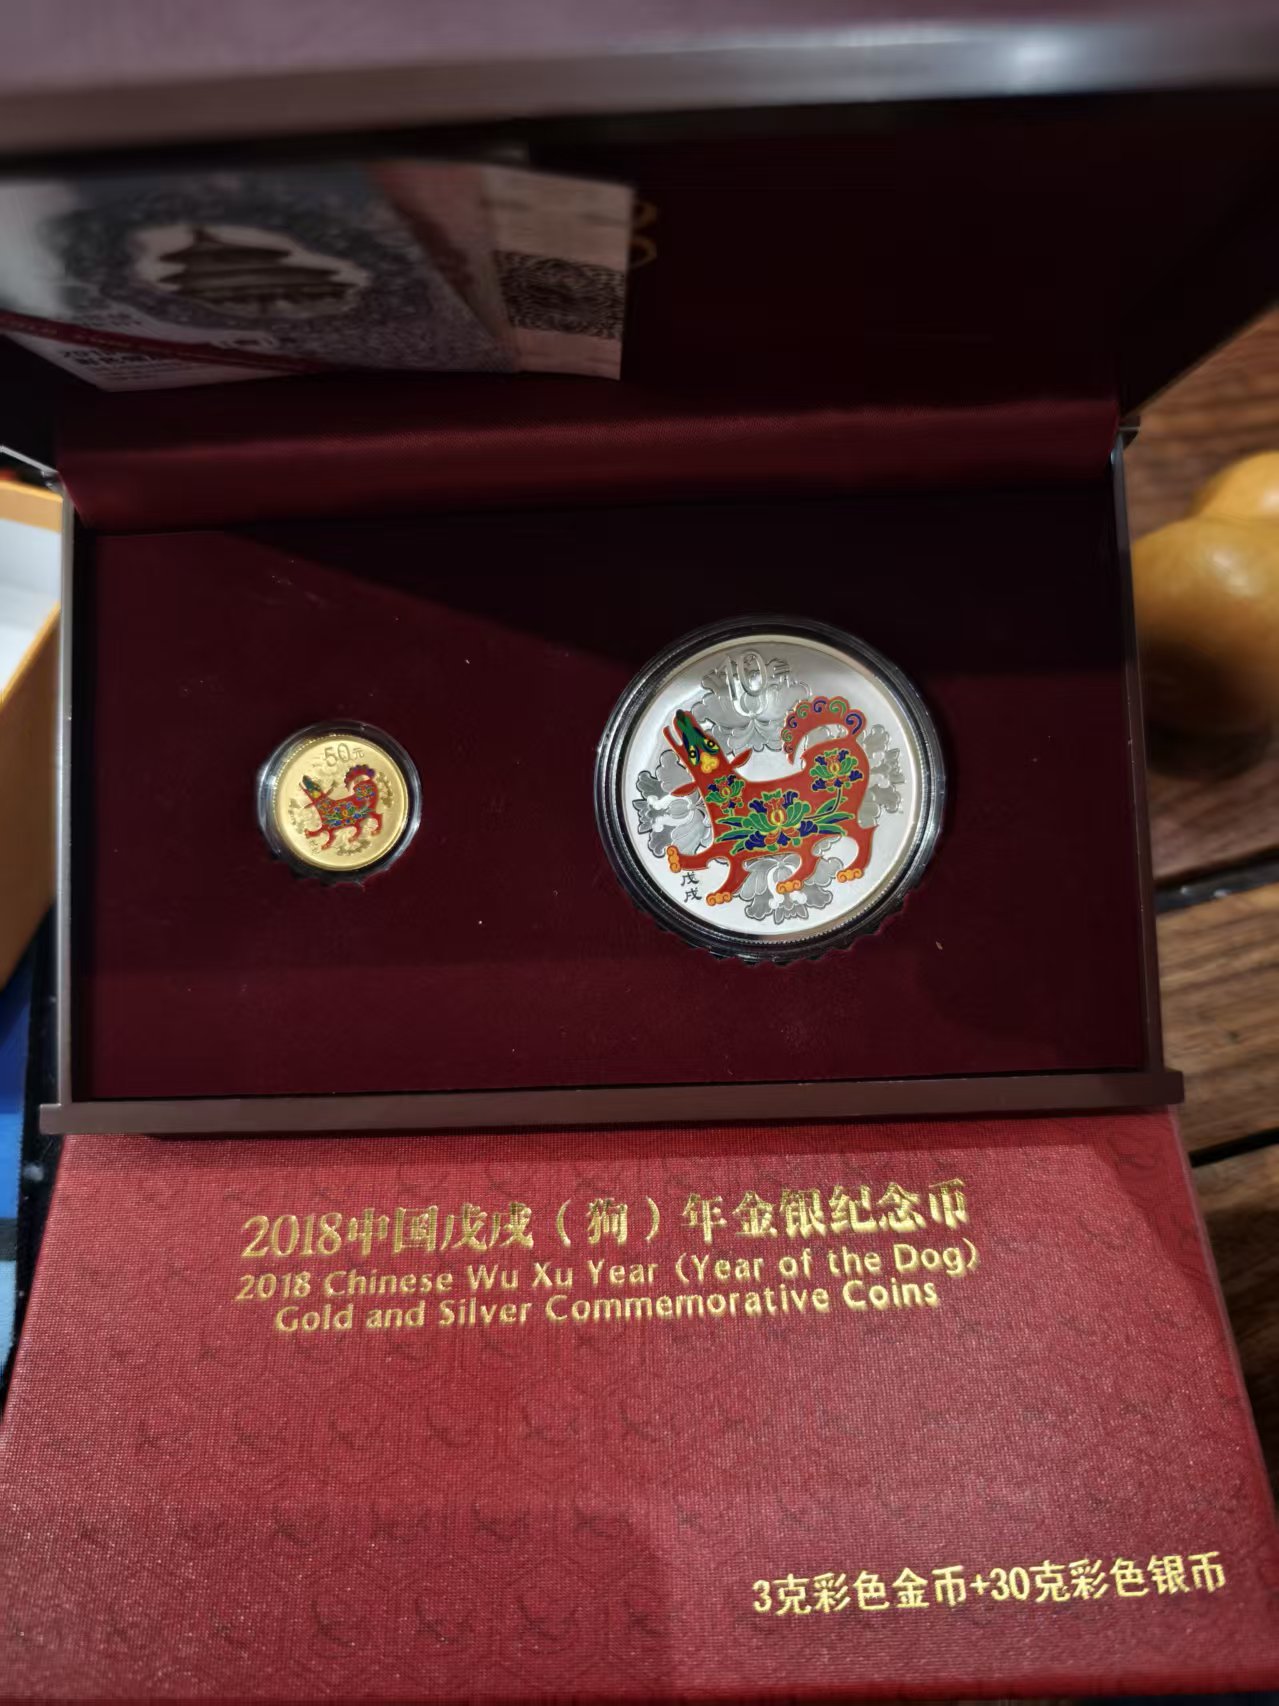 50元
10元
戊
戌
2018中国戊戌（狗）年金银纪念币
2018 Chinese Wu Xu Year (Year of the Dog)
Gold and Silver Commemorative Coins
3克彩色金币+30克彩色银币